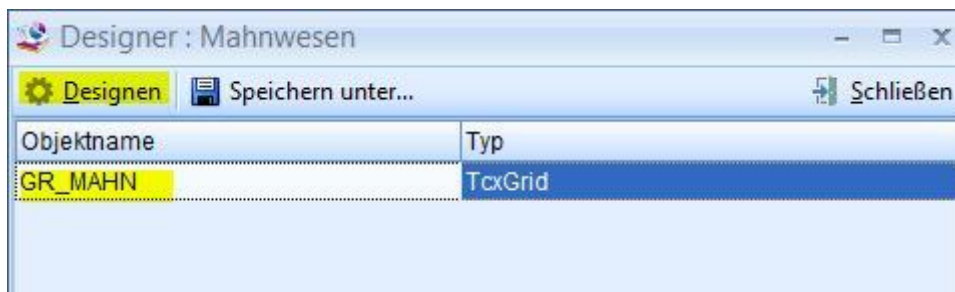 Designer : Mahnwesen
Designen Speichern unter... Schließen
Objektname Typ
GR_MAHN TcxGrid